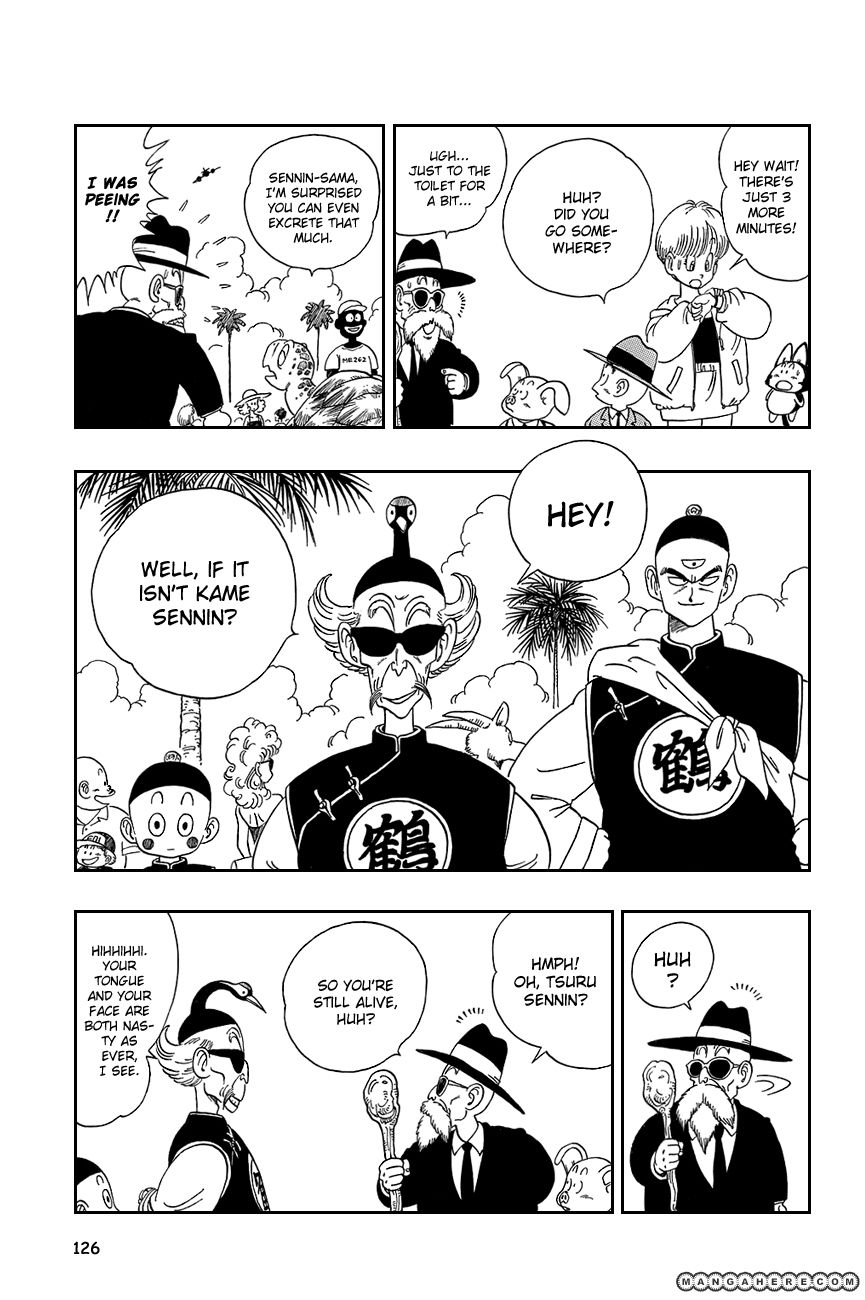 HEY WAIT!
THERE'S
JUST 3
MORE
MINUTES!
HUH?
DID YOU
GO SOME-
WHERE?
UGH...
JUST TO THE
TOILET FOR
A BIT...
SENNIN-SAMA,
I'M SURPRISED
YOU CAN EVEN
EXCRETE THAT
MUCH.
I WAS
PEEING
!!
ME262
HEY!
WELL, IF IT
ISN'T KAME
SENNIN?
鶴
鶴
HUH
?
HMPH!
OH, TSURU
SENNIN?
SO YOU'RE
STILL ALIVE,
HUH?
HIHHIHHI.
YOUR
TONGUE
AND YOUR
FACE ARE
BOTH NAS-
TY AS
EVER,
I SEE.
126
MANGAHERE.COM